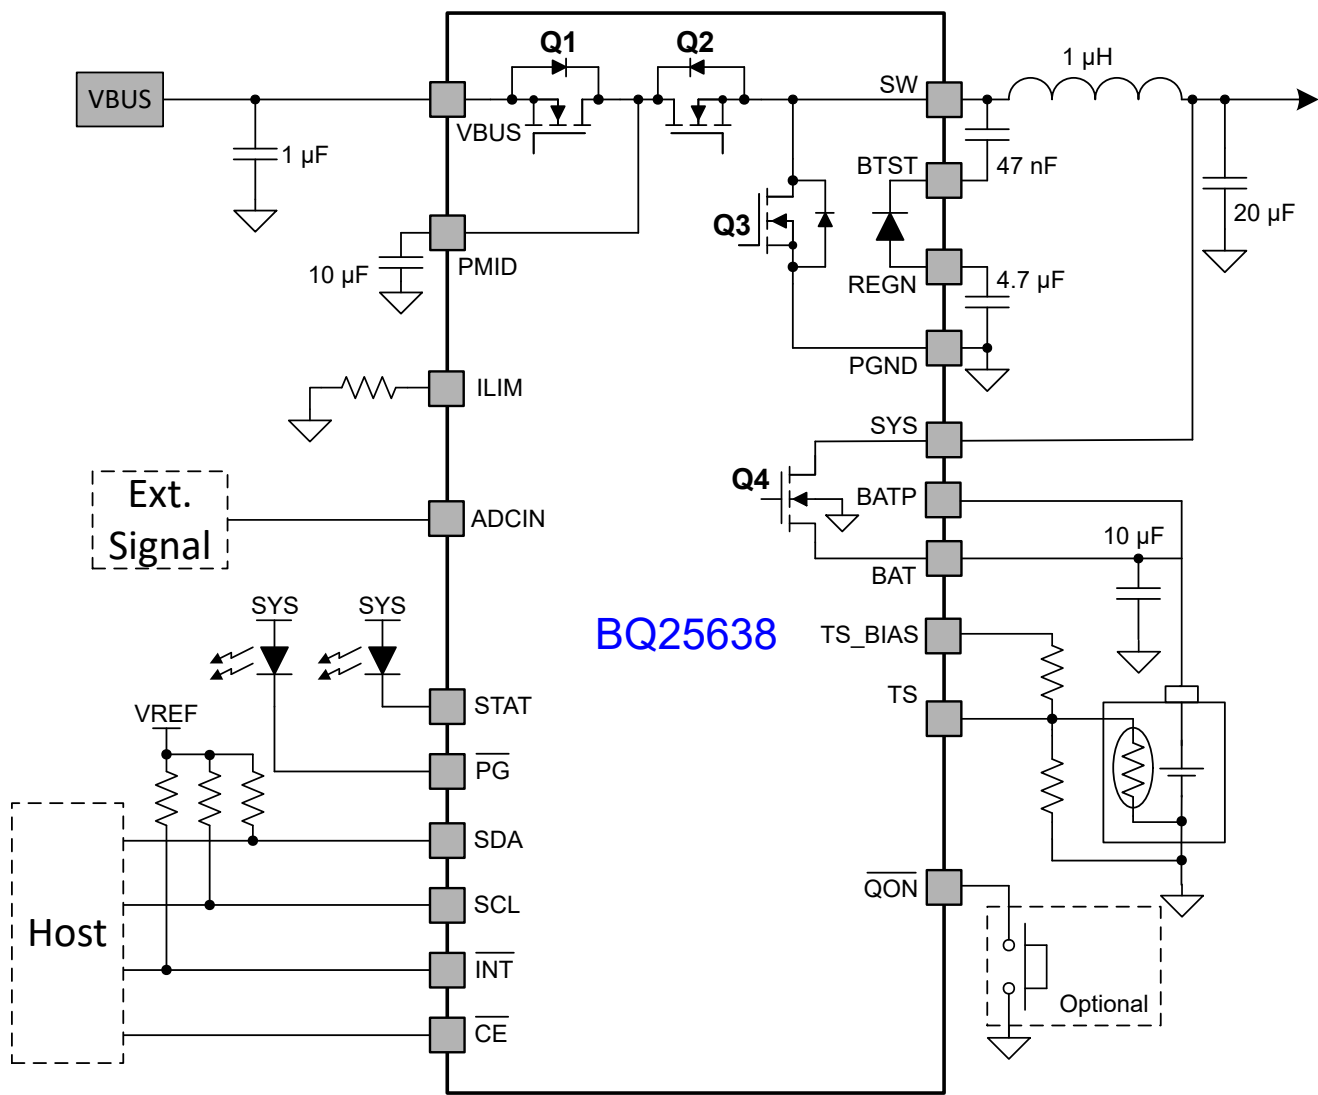 Q1
Q2
1 µH
VBUS
VBUS
SW
1 µF
BTST
47 nF
Q3
20 µF
PMID
10 µF
REGN
4.7 µF
PGND
ILIM
SYS
Q4
BATP
Ext.
Signal
ADCIN
10 µF
BAT
SYS
SYS
BQ25638
TS_BIAS
TS
STAT
VREF
PG
SDA
QON
SCL
Host
INT
Optional
CE